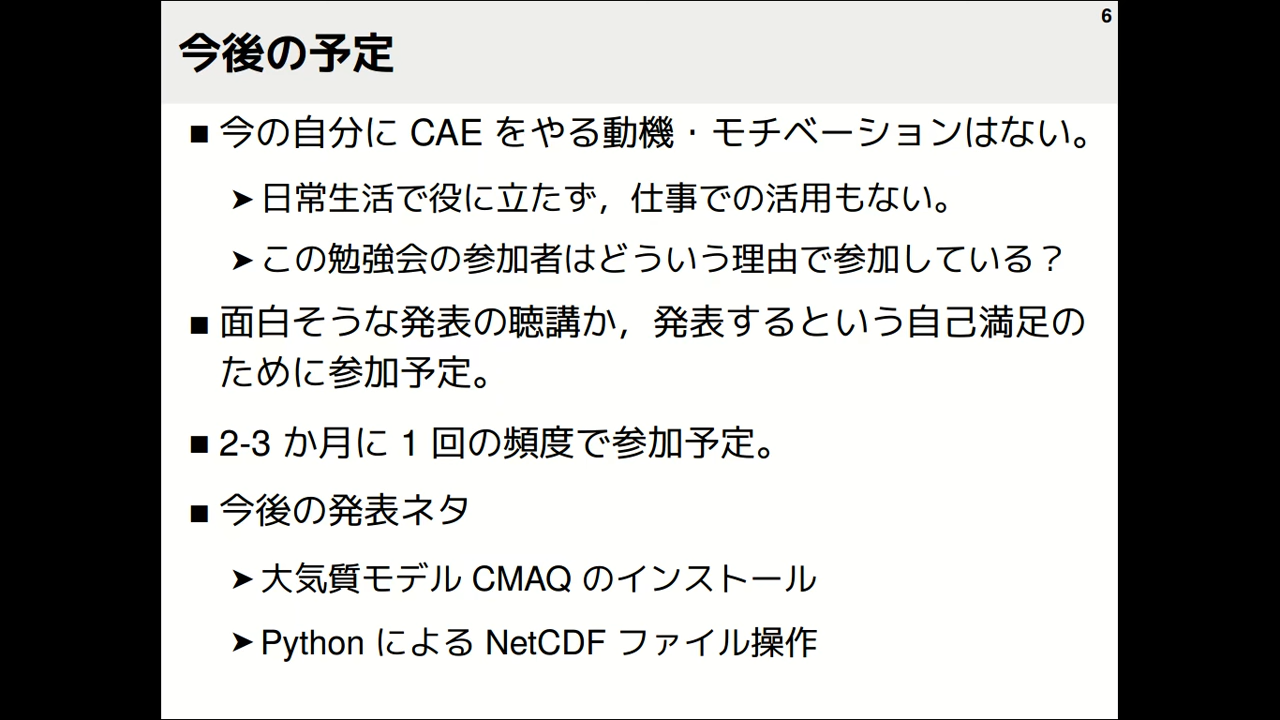 6
今後の予定
■ 今の自分に CAE をやる動機・モチベーションはない。
➤ 日常生活で役に立たず，仕事での活用もない。
➤ この勉強会の参加者はどういう理由で参加している？
■ 面白そうな発表の聴講か，発表するという自己満足の
ために参加予定。
■ 2-3 か月に 1 回の頻度で参加予定。
■ 今後の発表ネタ
➤ 大気質モデル CMAQ のインストール
➤ Python による NetCDF ファイル操作